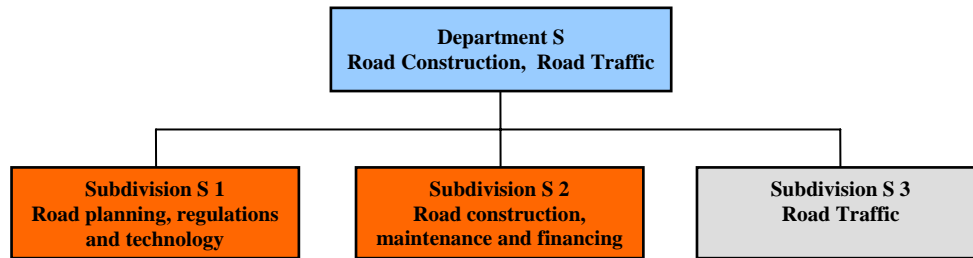 Department S
Road Construction,  Road Traffic
Subdivision S 1
Road planning, regulations
and technology
Subdivision S 2
Road construction,
maintenance and financing
Subdivision S 3
Road Traffic